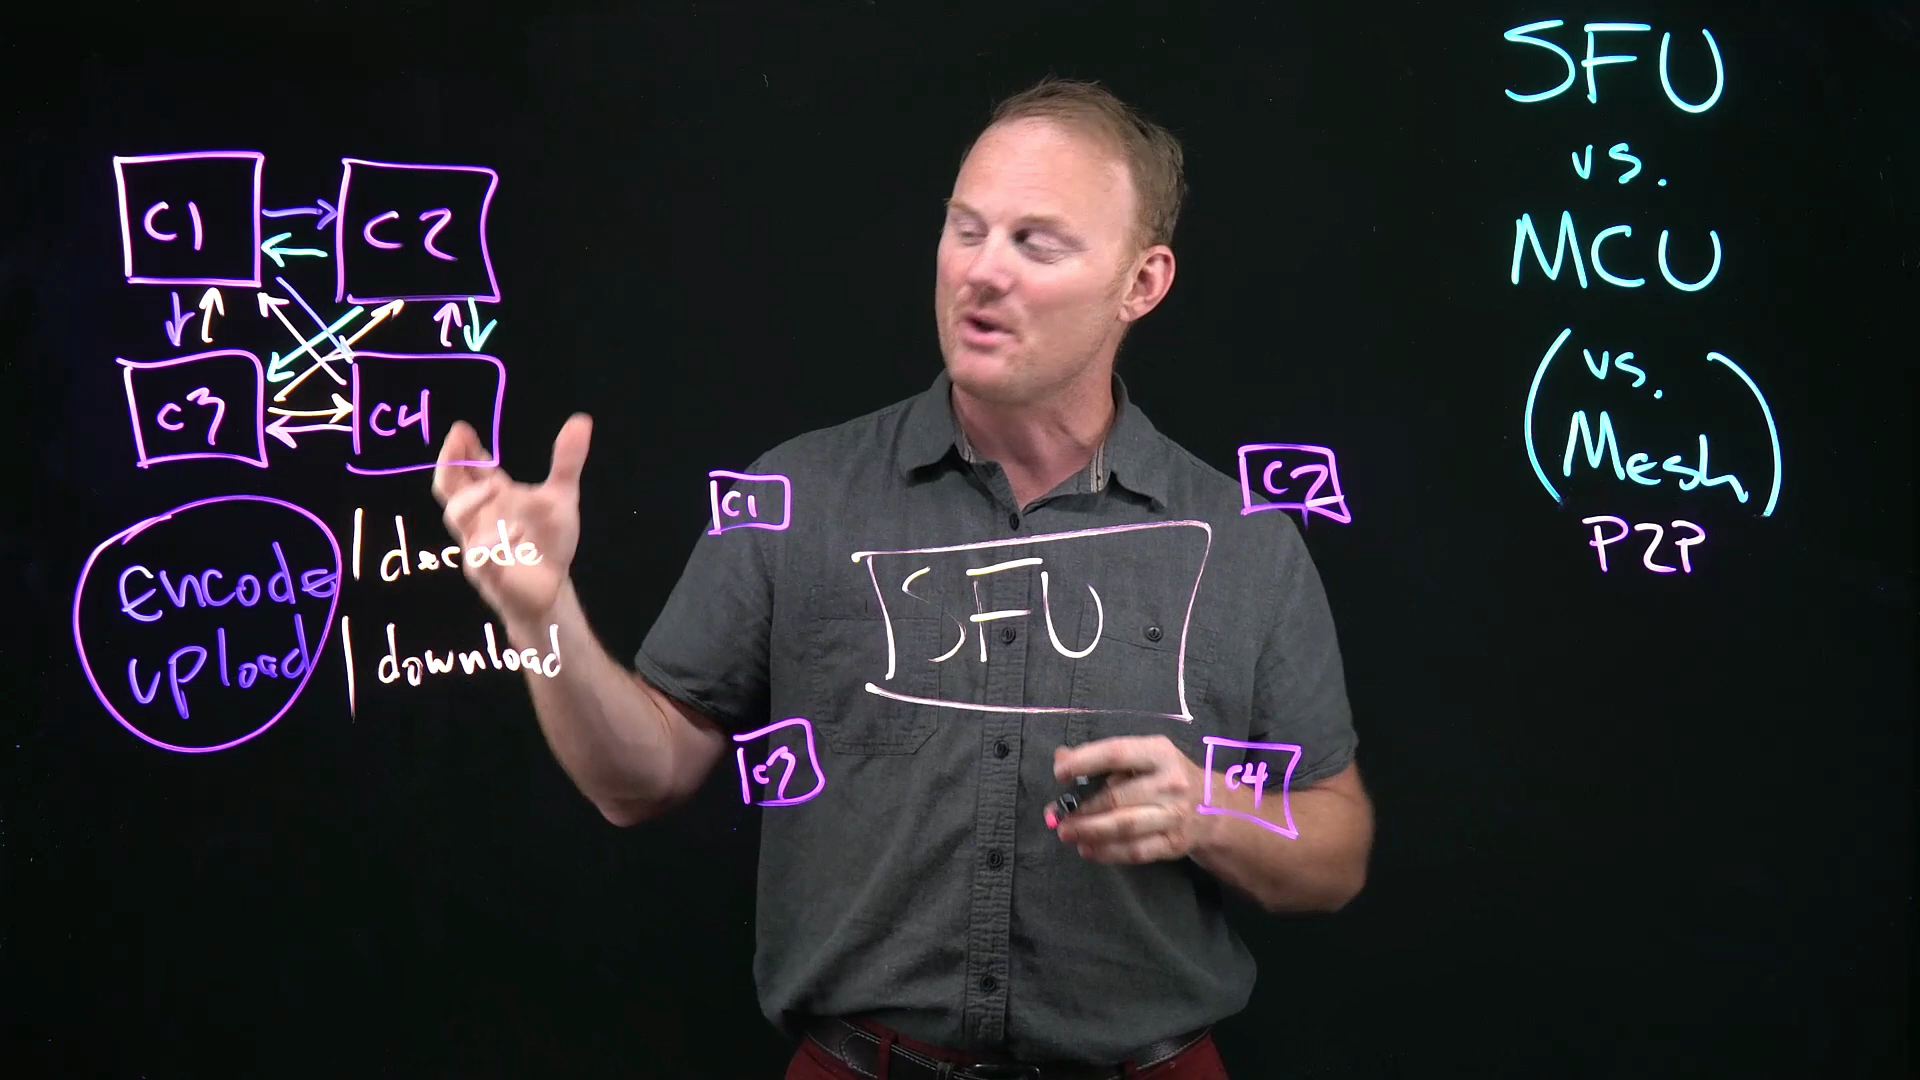 C1
C2
C3
C4
Encode | decode
upload | download
C1
C2
SFU
C3
C4
SFU
vs.
MCU
(vs.
Mesh)
P2P